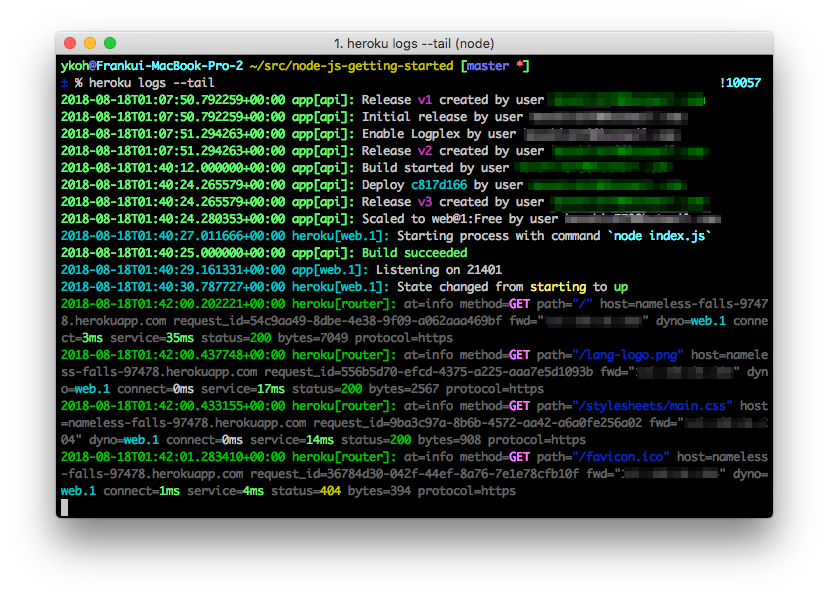 1. heroku logs --tail (node)
ykoh@Frankui-MacBook-Pro-2 ~/src/node-js-getting-started [master *]
± % heroku logs --tail !10057
2018-08-18T01:07:50.792259+00:00 app[api]: Release v1 created by user
2018-08-18T01:07:50.792259+00:00 app[api]: Initial release by user
2018-08-18T01:07:51.294263+00:00 app[api]: Enable Logplex by user
2018-08-18T01:07:51.294263+00:00 app[api]: Release v2 created by user
2018-08-18T01:40:12.000000+00:00 app[api]: Build started by user
2018-08-18T01:40:24.265579+00:00 app[api]: Deploy c817d166 by user
2018-08-18T01:40:24.265579+00:00 app[api]: Release v3 created by user
2018-08-18T01:40:24.280353+00:00 app[api]: Scaled to web@1:Free by user
2018-08-18T01:40:27.011666+00:00 heroku[web.1]: Starting process with command `node index.js`
2018-08-18T01:40:25.000000+00:00 app[api]: Build succeeded
2018-08-18T01:40:29.161331+00:00 app[web.1]: Listening on 21401
2018-08-18T01:40:30.787727+00:00 heroku[web.1]: State changed from starting to up
2018-08-18T01:42:00.202221+00:00 heroku[router]: at=info method=GET path="/" host=nameless-falls-9747
8.herokuapp.com request_id=54c9aa49-8dbe-4e38-9f09-a062aaa469bf fwd=" " dyno=web.1 conne
ct=3ms service=35ms status=200 bytes=7049 protocol=https
2018-08-18T01:42:00.437748+00:00 heroku[router]: at=info method=GET path="/lang-logo.png" host=namele
ss-falls-97478.herokuapp.com request_id=556b5d70-efcd-4375-a225-aaa7e5d1093b fwd=" " dyn
o=web.1 connect=0ms service=17ms status=200 bytes=2567 protocol=https
2018-08-18T01:42:00.433155+00:00 heroku[router]: at=info method=GET path="/stylesheets/main.css" host
=nameless-falls-97478.herokuapp.com request_id=9ba3c97a-8b6b-4572-aa42-a6a0fe256a02 fwd="
04" dyno=web.1 connect=0ms service=14ms status=200 bytes=908 protocol=https
2018-08-18T01:42:01.283410+00:00 heroku[router]: at=info method=GET path="/favicon.ico" host=nameless
-falls-97478.herokuapp.com request_id=36784d30-042f-44ef-8a76-7e1e78cfb10f fwd=" " dyno=
web.1 connect=1ms service=4ms status=404 bytes=394 protocol=https